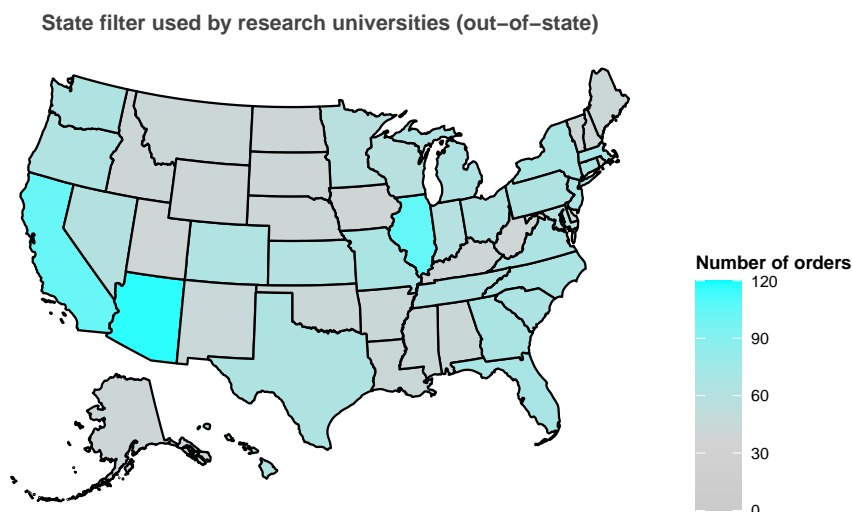 State filter used by research universities (out−of−state)
Number of orders
120
90
60
30
0